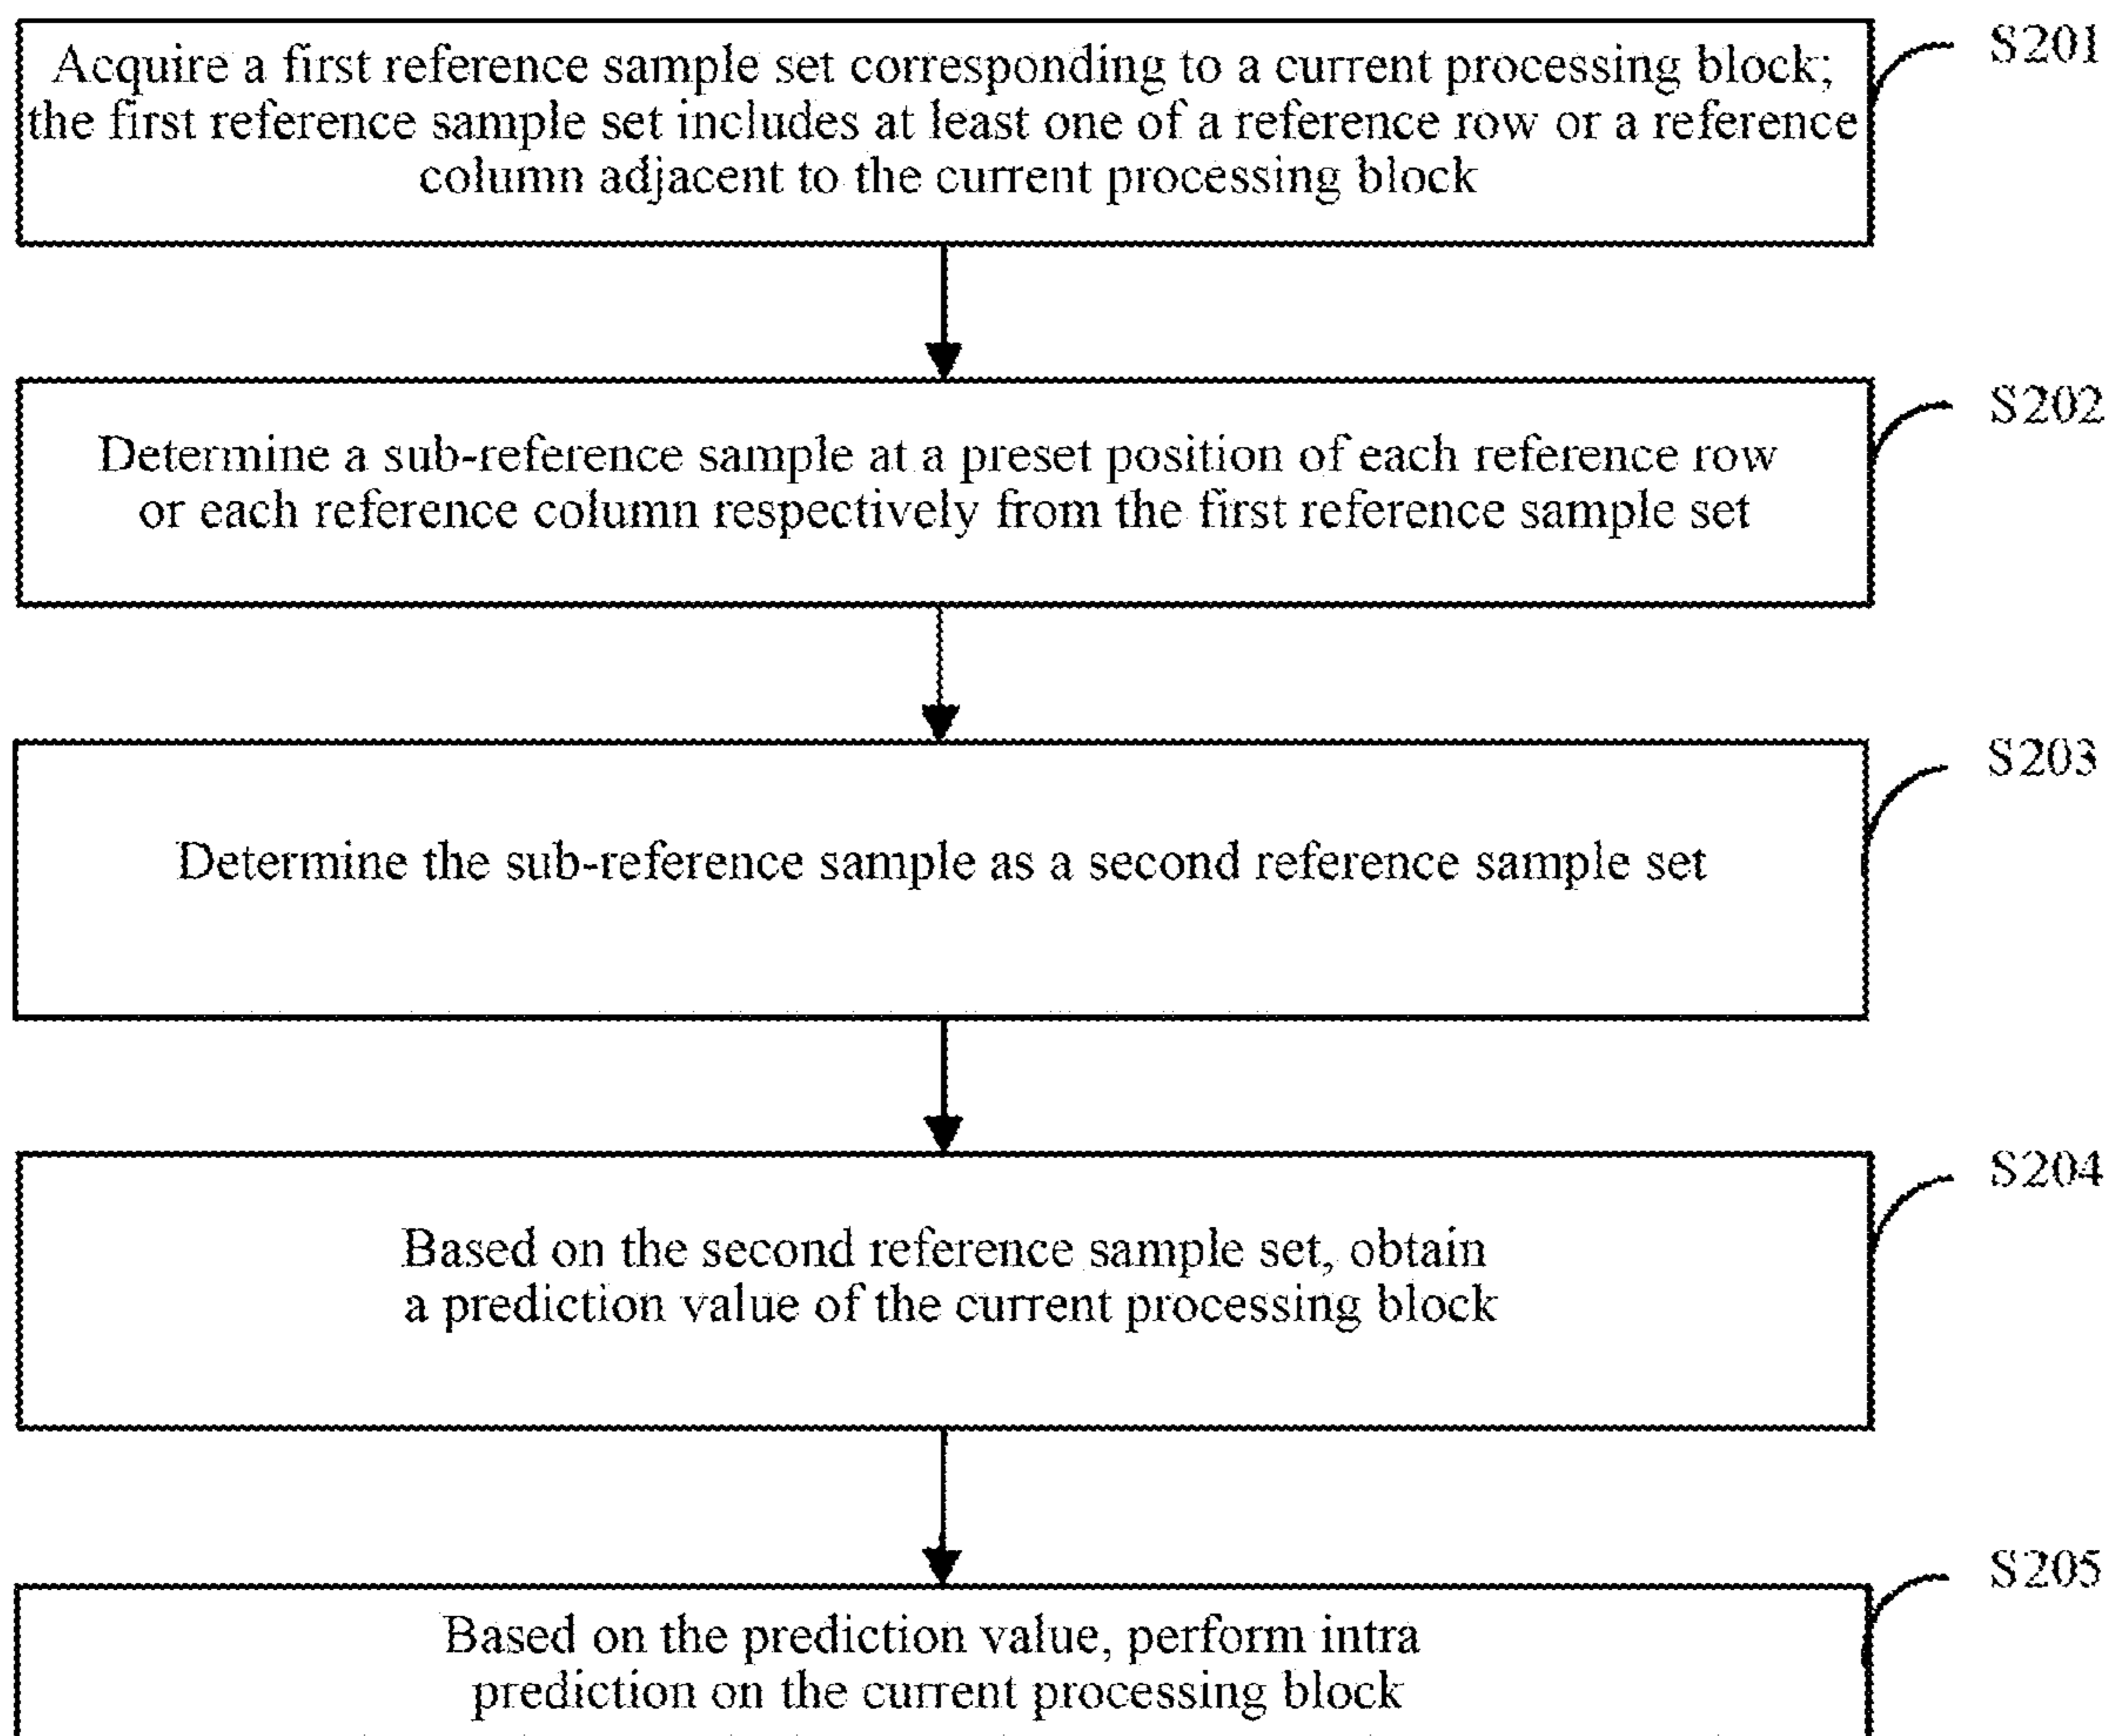 S201
Acquire a first reference sample set corresponding to a current processing block;
the first reference sample set includes at least one of a reference row or a reference
column adjacent to the current processing block
S202
Determine a sub-reference sample at a preset position of each reference row
or each reference column respectively from the first reference sample set
S203
Determine the sub-reference sample as a second reference sample set
S204
Based on the second reference sample set, obtain
a prediction value of the current processing block
S205
Based on the prediction value, perform intra
prediction on the current processing block